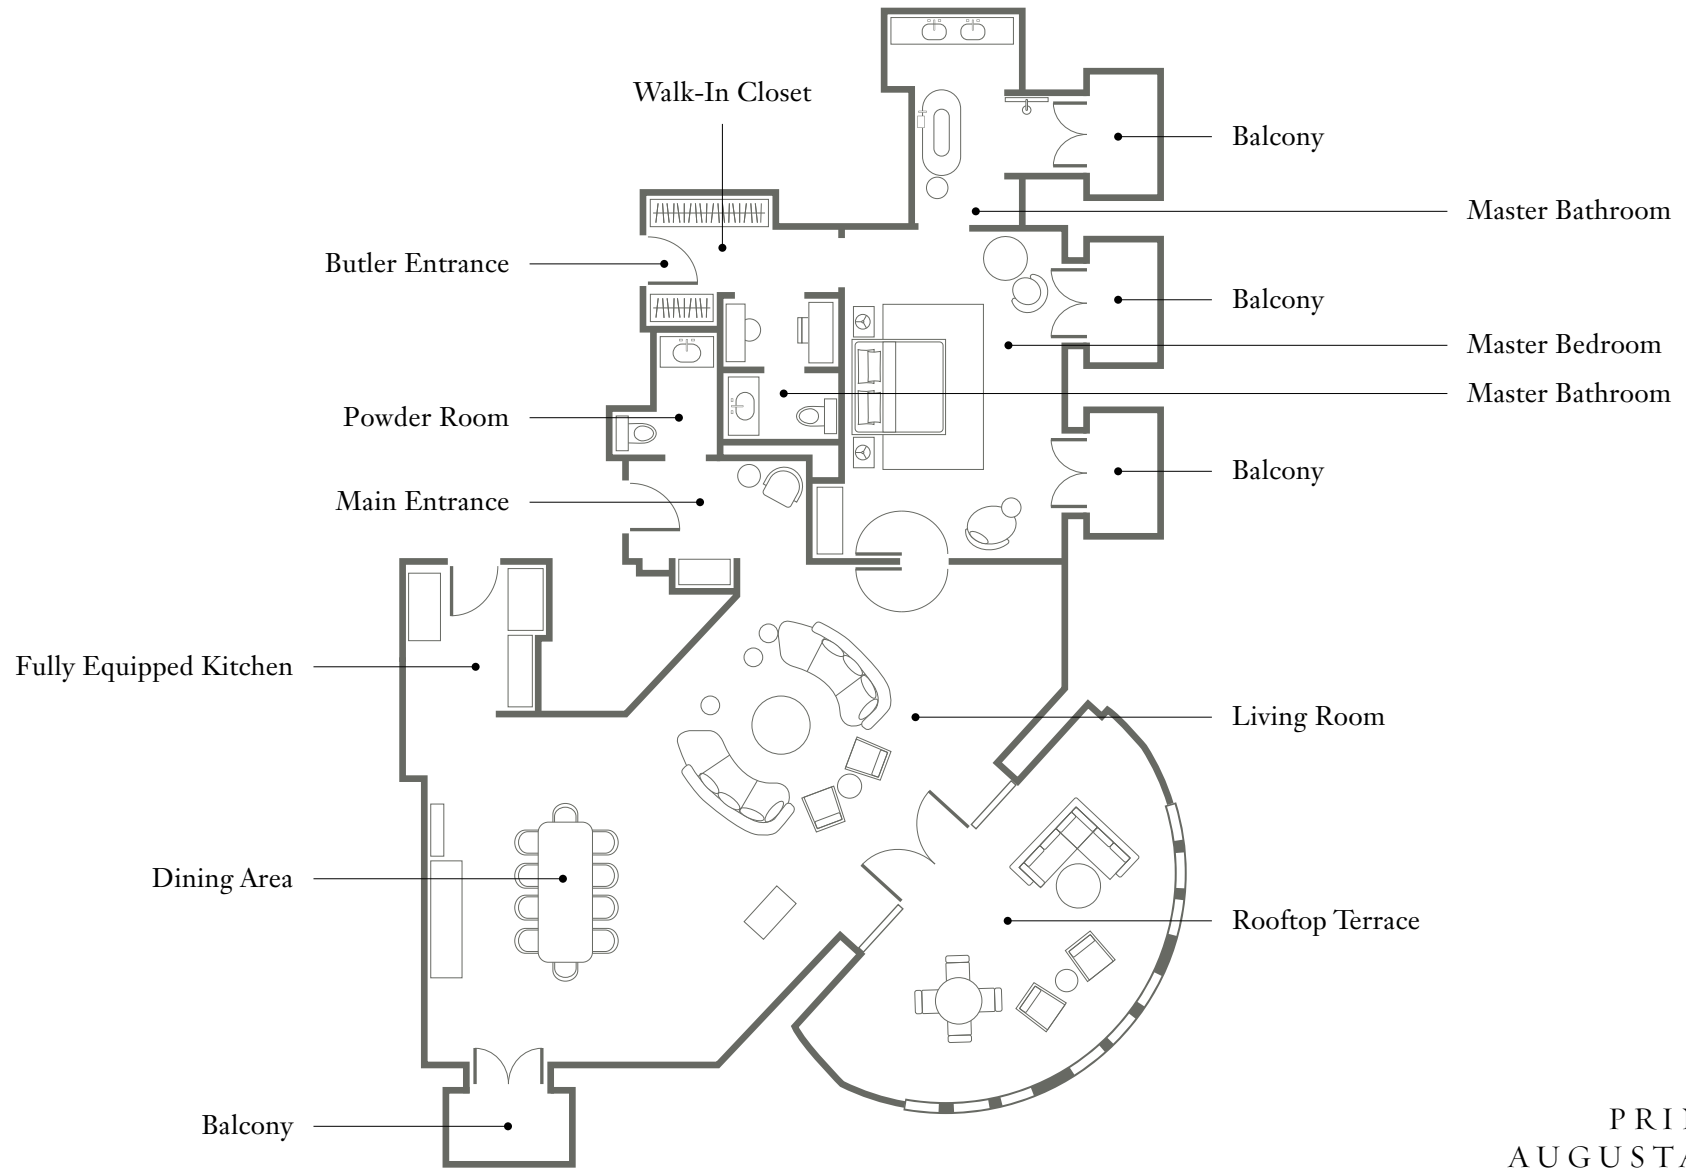 Walk-In Closet
Balcony
Master Bathroom
Butler Entrance
Balcony
Master Bedroom
Master Bathroom
Powder Room
Balcony
Main Entrance
Fully Equipped Kitchen
Living Room
Dining Area
Rooftop Terrace
Balcony